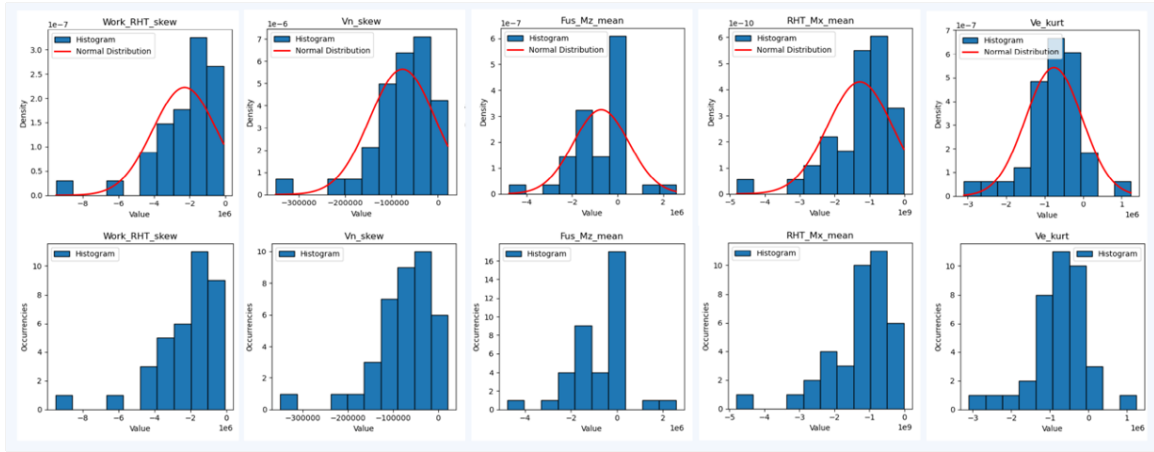 Work_RHT_skew
1e−7
Histogram
Normal Distribution
3.0
2.5
2.0
1.5
1.0
0.5
0.0
Density
−8 −6 −4 −2 0
Value
1e6
Vn_skew
1e−6
Histogram
Normal Distribution
7
6
5
4
3
2
1
0
Density
−300000 −200000 −100000 0
Value
Fus_Mz_mean
1e−7
Histogram
Normal Distribution
6
5
4
3
2
1
0
Density
−4 −2 0 2
Value
1e6
RHT_Mx_mean
1e−10
Histogram
Normal Distribution
6
5
4
3
2
1
0
Density
−5 −4 −3 −2 −1 0
Value
1e9
Ve_kurt
1e−7
Histogram
Normal Distribution
7
6
5
4
3
2
1
0
Density
−3 −2 −1 0 1
Value
1e6
Work_RHT_skew
Histogram
10
8
6
4
2
0
Occurrencies
−8 −6 −4 −2 0
Value
1e6
Vn_skew
Histogram
10
8
6
4
2
0
Occurrencies
−300000 −200000 −100000 0
Value
Fus_Mz_mean
Histogram
16
14
12
10
8
6
4
2
0
Occurrencies
−4 −2 0 2
Value
1e6
RHT_Mx_mean
Histogram
10
8
6
4
2
0
Occurrencies
−5 −4 −3 −2 −1 0
Value
1e9
Ve_kurt
Histogram
10
8
6
4
2
0
Occurrencies
−3 −2 −1 0 1
Value
1e6